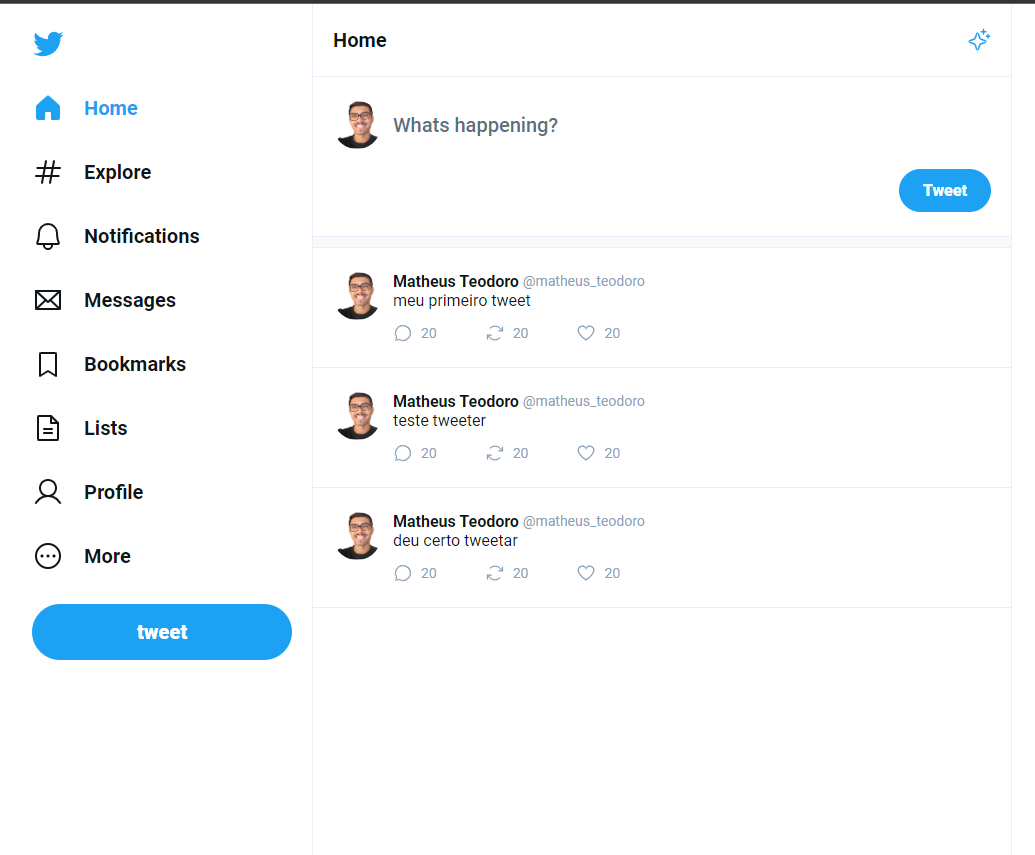 Home
Explore
Notifications
Messages
Bookmarks
Lists
Profile
More
tweet
Home
Whats happening?
Tweet
Matheus Teodoro @matheus_teodoro
meu primeiro tweet
20 20 20
Matheus Teodoro @matheus_teodoro
teste tweeter
20 20 20
Matheus Teodoro @matheus_teodoro
deu certo tweetar
20 20 20